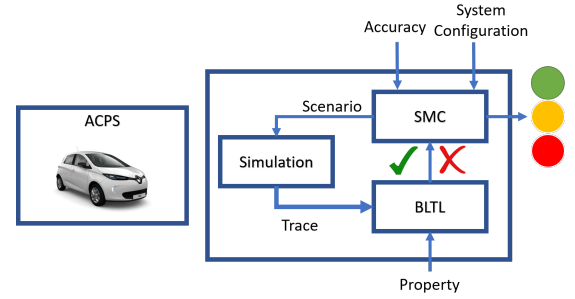 System
Configuration
Accuracy
ACPS
Scenario
SMC
Simulation
Trace
BLTL
Property